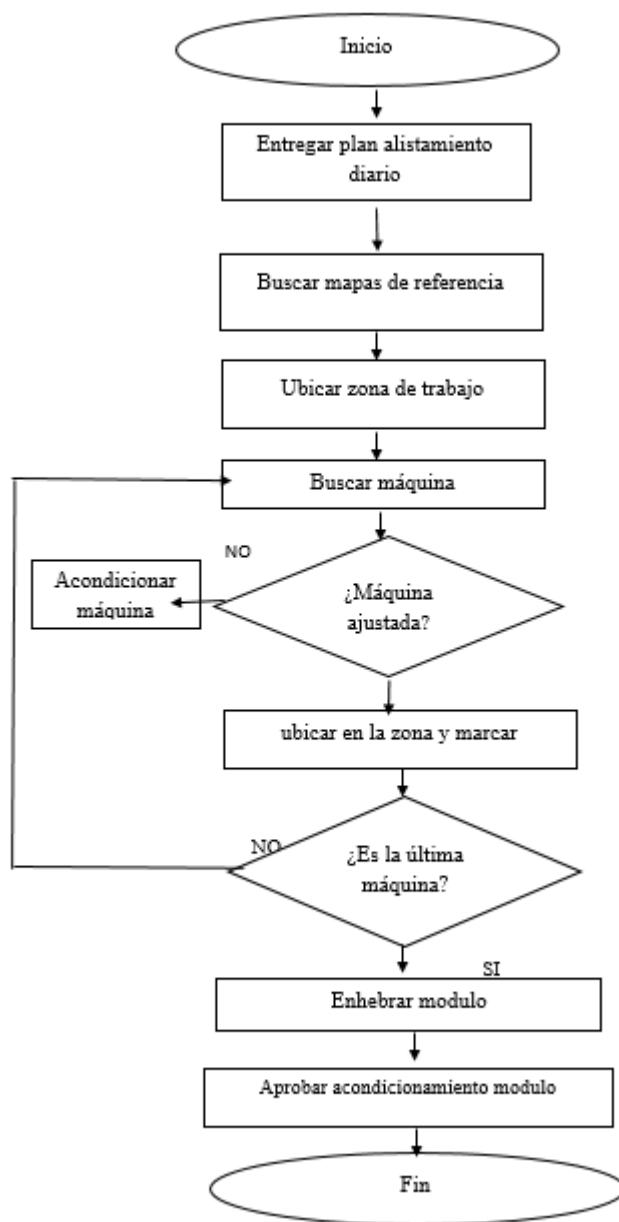 Inicio
Entregar plan alistamiento
diario
Buscar mapas de referencia
Ubicar zona de trabajo
Buscar máquina
NO
Acondicionar
máquina
¿Máquina
ajustada?
ubicar en la zona y marcar
NO
¿Es la última
máquina?
SI
Enhebrar modulo
Aprobar acondicionamiento modulo
Fin